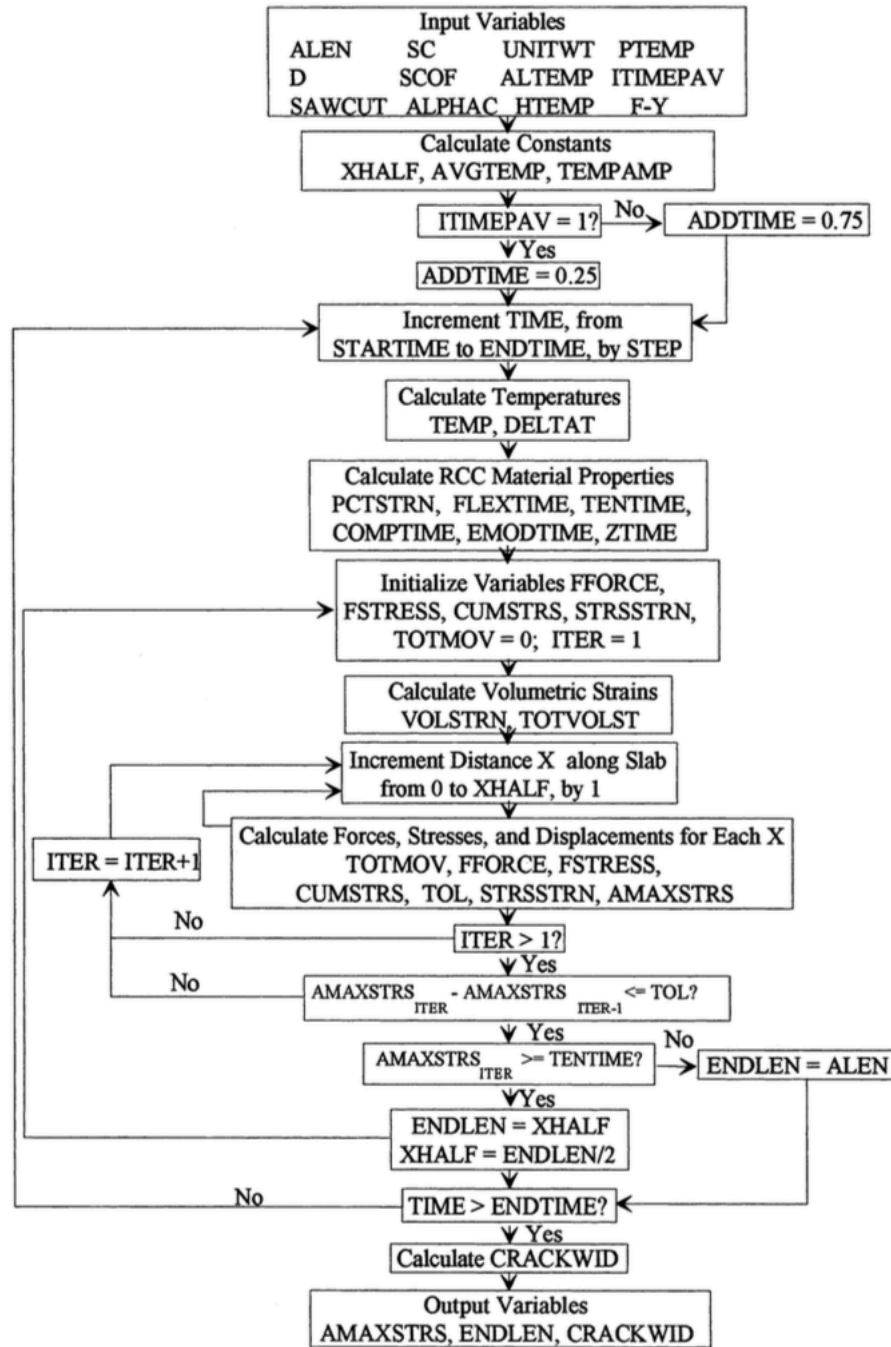 Input Variables
ALEN SC UNITWT PTEMP
D SCOF ALTEMP ITIMEPAV
SAWCUT ALPHAC HTEMP F-Y
Calculate Constants
XHALF, AVGTEMP, TEMPAMP
ITIMEPAV = 1?
No
ADDTIME = 0.75
Yes
ADDTIME = 0.25
Increment TIME, from
STARTIME to ENDTIME, by STEP
Calculate Temperatures
TEMP, DELTAT
Calculate RCC Material Properties
PCTSTRN, FLEXTIME, TENTIME,
COMPTIME, EMODTIME, ZTIME
Initialize Variables FFORCE,
FSTRESS, CUMSTRS, STRSSTRN,
TOTMOV = 0; ITER = 1
Calculate Volumetric Strains
VOLSTRN, TOTVOLST
Increment Distance X along Slab
from 0 to XHALF, by 1
Calculate Forces, Stresses, and Displacements for Each X
TOTMOV, FFORCE, FSTRESS,
CUMSTRS, TOL, STRSSTRN, AMAXSTRS
ITER = ITER+1
No
ITER > 1?
Yes
No
AMAXSTRS ITER - AMAXSTRS ITER-1 <= TOL?
Yes
AMAXSTRS ITER >= TENTIME?
No
ENDLEN = ALEN
Yes
ENDLEN = XHALF
XHALF = ENDLEN/2
No
TIME > ENDTIME?
Yes
Calculate CRACKWID
Output Variables
AMAXSTRS, ENDLEN, CRACKWID